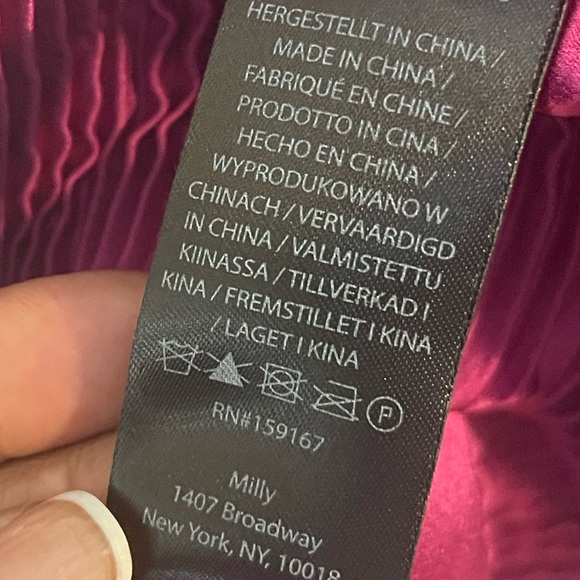 HERGESTELLT IN CHINA /
MADE IN CHINA /
FABRIQUÉ EN CHINE /
PRODOTTO IN CINA /
HECHO EN CHINA /
WYPRODUKOWANO W
CHINACH / VERVAARDIGD
IN CHINA / VALMISTETTU
KIINASSA / TILLVERKAD I
KINA / FREMSTILLET I KINA
/ LAGET I KINA
P
RN#159167
Milly
1407 Broadway
New York, NY, 10018